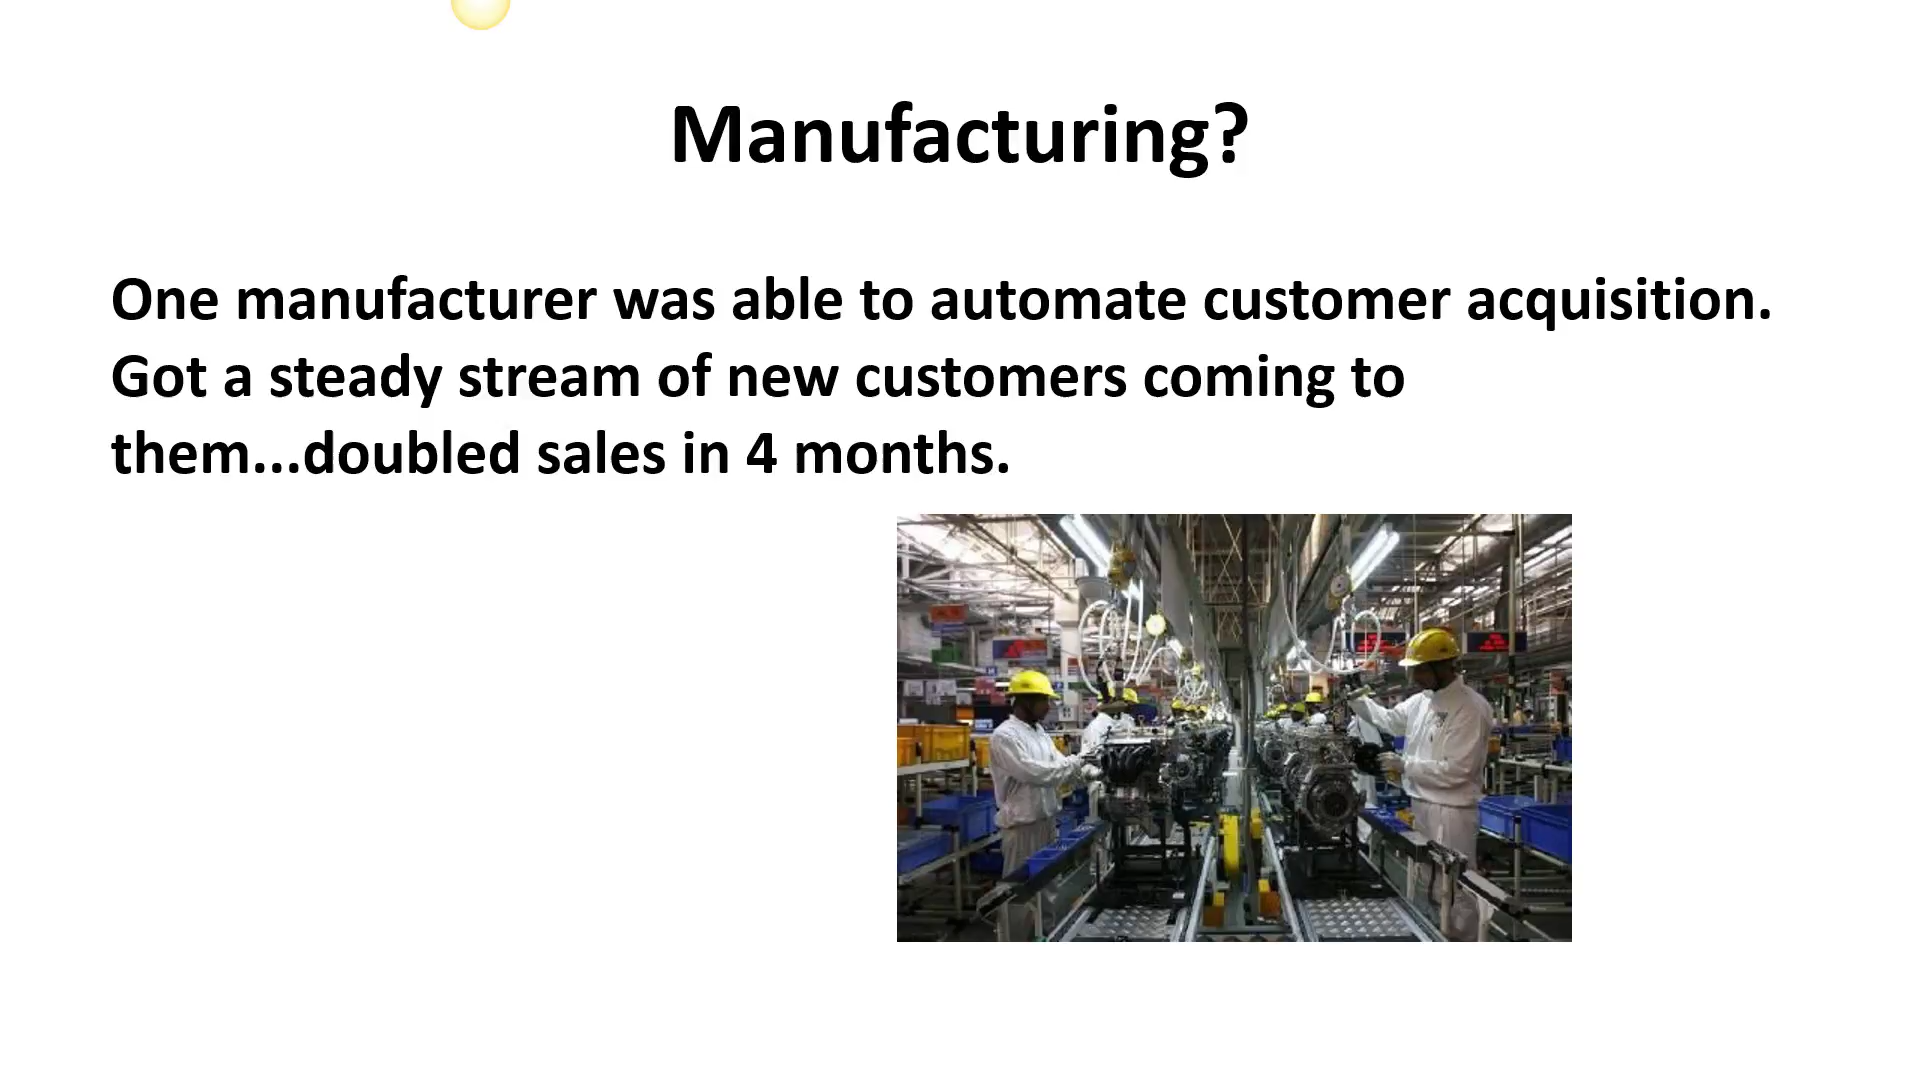 Manufacturing?
One manufacturer was able to automate customer acquisition.
Got a steady stream of new customers coming to
them...doubled sales in 4 months.